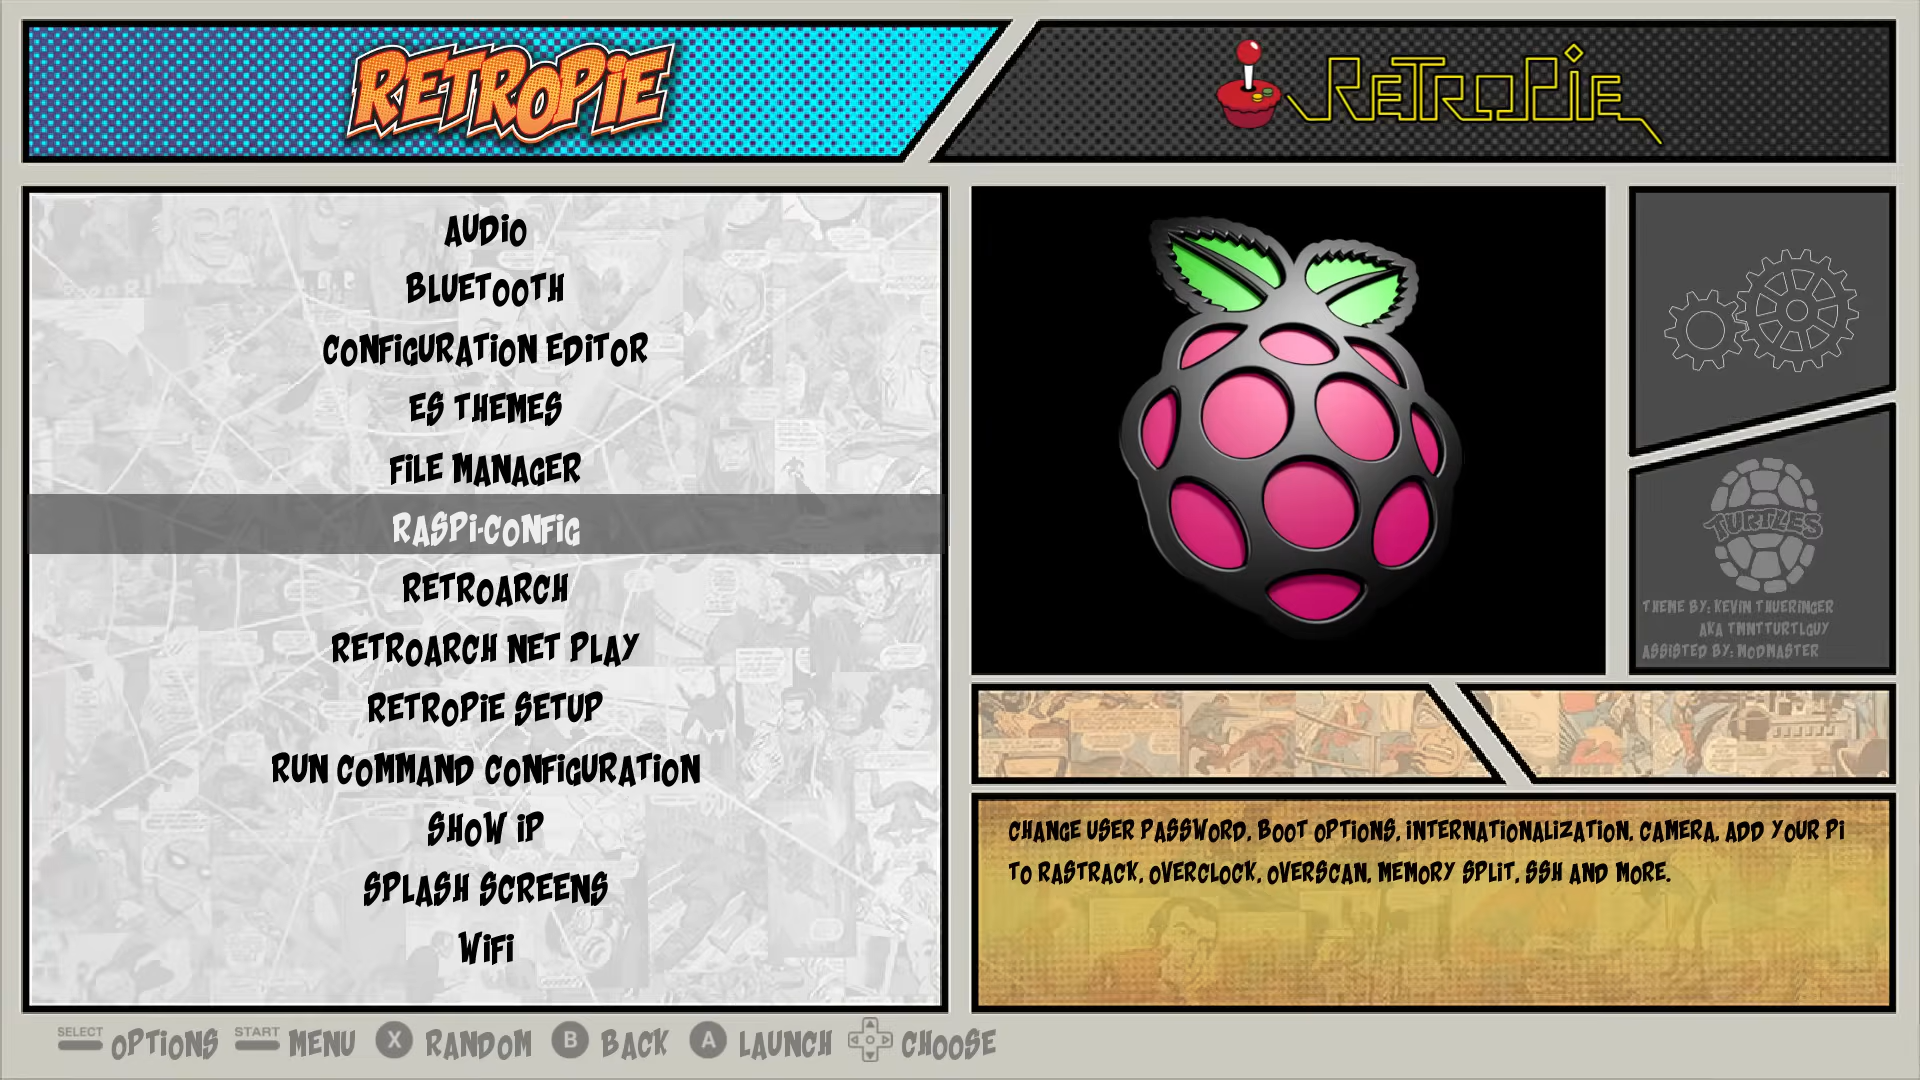 RETROPIE
RETROPIE
AUDIO
BLUETOOTH
CONFIGURATION EDITOR
ES THEMES
FILE MANAGER
RASPI-CONFIG
RETROARCH
RETROARCH NET PLAY
RETROPIE SETUP
RUN COMMAND CONFIGURATION
SHOW IP
SPLASH SCREENS
WIFI
TURTLES
THEME BY: KEVIN THUERINGER
AKA TMNTTURTLGUY
ASSISTED BY: MODMASTER
CHANGE USER PASSWORD, BOOT OPTIONS, INTERNATIONALIZATION, CAMERA, ADD YOUR PI
TO RASTRACK, OVERCLOCK, OVERSCAN, MEMORY SPLIT, SSH AND MORE.
SELECT OPTIONS START MENU X RANDOM B BACK A LAUNCH CHOOSE